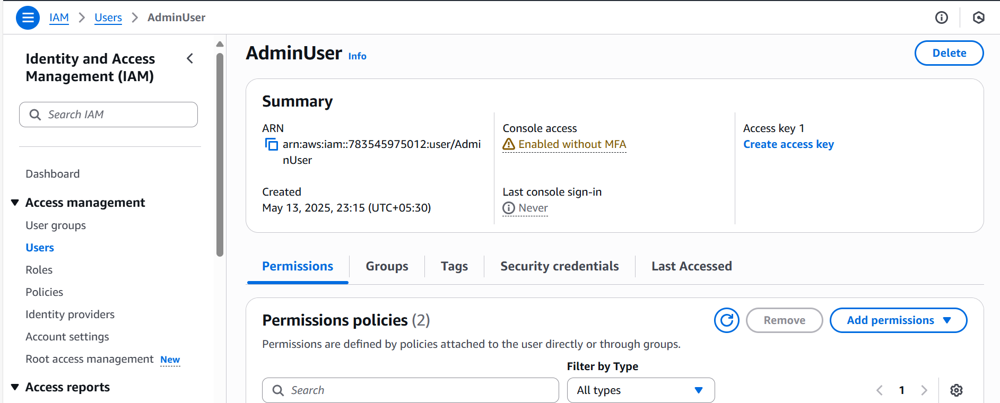 IAM > Users > AdminUser
Identity and Access
Management (IAM)
Search IAM
Dashboard
Access management
User groups
Users
Roles
Policies
Identity providers
Account settings
Root access management New
Access reports
AdminUser Info
Delete
Summary
ARN
arn:aws:iam::783545975012:user/Admi
nUser
Created
May 13, 2025, 23:15 (UTC+05:30)
Console access
Enabled without MFA
Last console sign-in
Never
Access key 1
Create access key
Permissions
Groups
Tags
Security credentials
Last Accessed
Permissions policies (2)
Remove
Add permissions
Permissions are defined by policies attached to the user directly or through groups.
Filter by Type
Search
All types
1